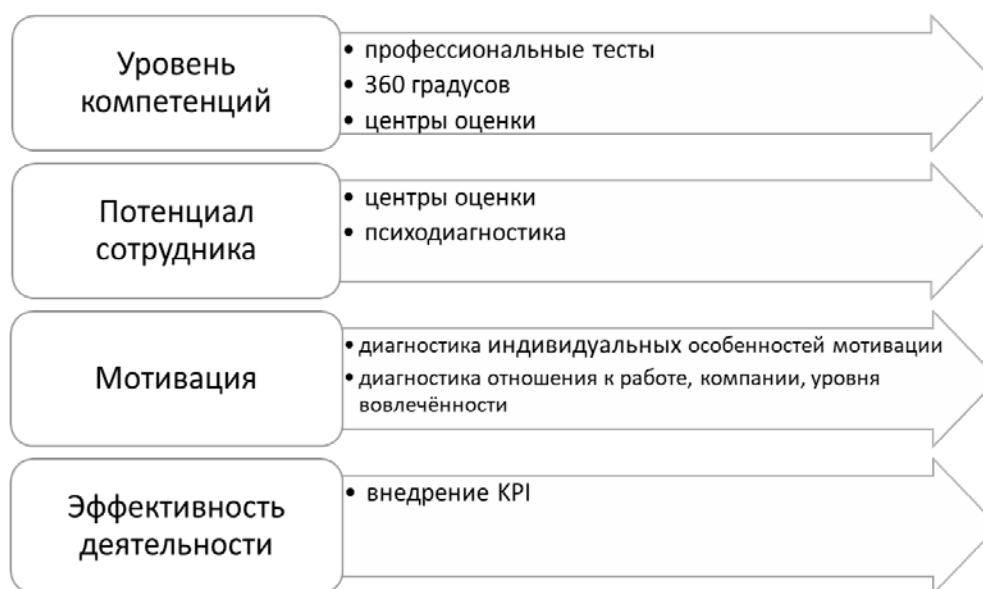 Уровень
компетенций
• профессиональные тесты
• 360 градусов
• центры оценки
Потенциал
сотрудника
• центры оценки
• психодиагностика
Мотивация
• диагностика индивидуальных особенностей мотивации
• диагностика отношения к работе, компании, уровня
вовлечённости
Эффективность
деятельности
• внедрение KPI